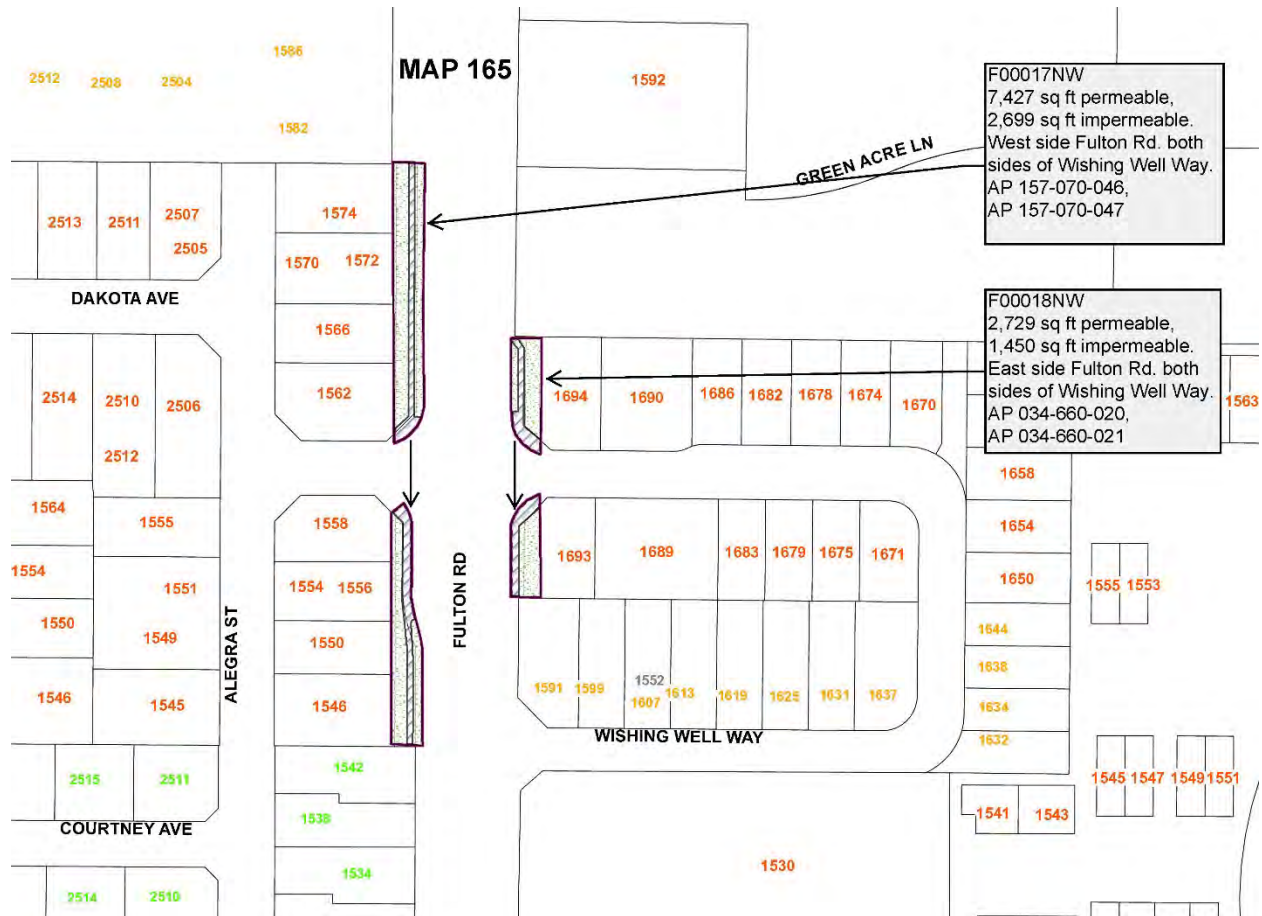 1586
MAP 165
2512 2508 2504
1592
1582
F00017NW
7,427 sq ft permeable,
2,699 sq ft impermeable.
West side Fulton Rd. both
sides of Wishing Well Way.
AP 157-070-046,
AP 157-070-047
GREEN ACRE LN
2513 2511 2507
2505
1574
1570 1572
DAKOTA AVE
1566
1562
F00018NW
2,729 sq ft permeable,
1,450 sq ft impermeable.
East side Fulton Rd. both
sides of Wishing Well Way.
AP 034-660-020,
AP 034-660-021
2514 2510 2506
2512
1694 1690 1686 1682 1678 1674 1670
1563
1658
1564 1555
1558
1654
1554 1551
1554 1556
1693 1689 1683 1679 1675 1671
1650
1555 1553
1550 1549
1550
1644
1638
ALEGRA ST
FULTON RD
1546 1545
1546
1552
1591 1599 1607 1613 1619 1625 1631 1637
1634
WISHING WELL WAY
1632
2515 2511
1542
1545 1547 1549 1551
COURTNEY AVE
1538
1541 1543
1534
1530
2514 2510